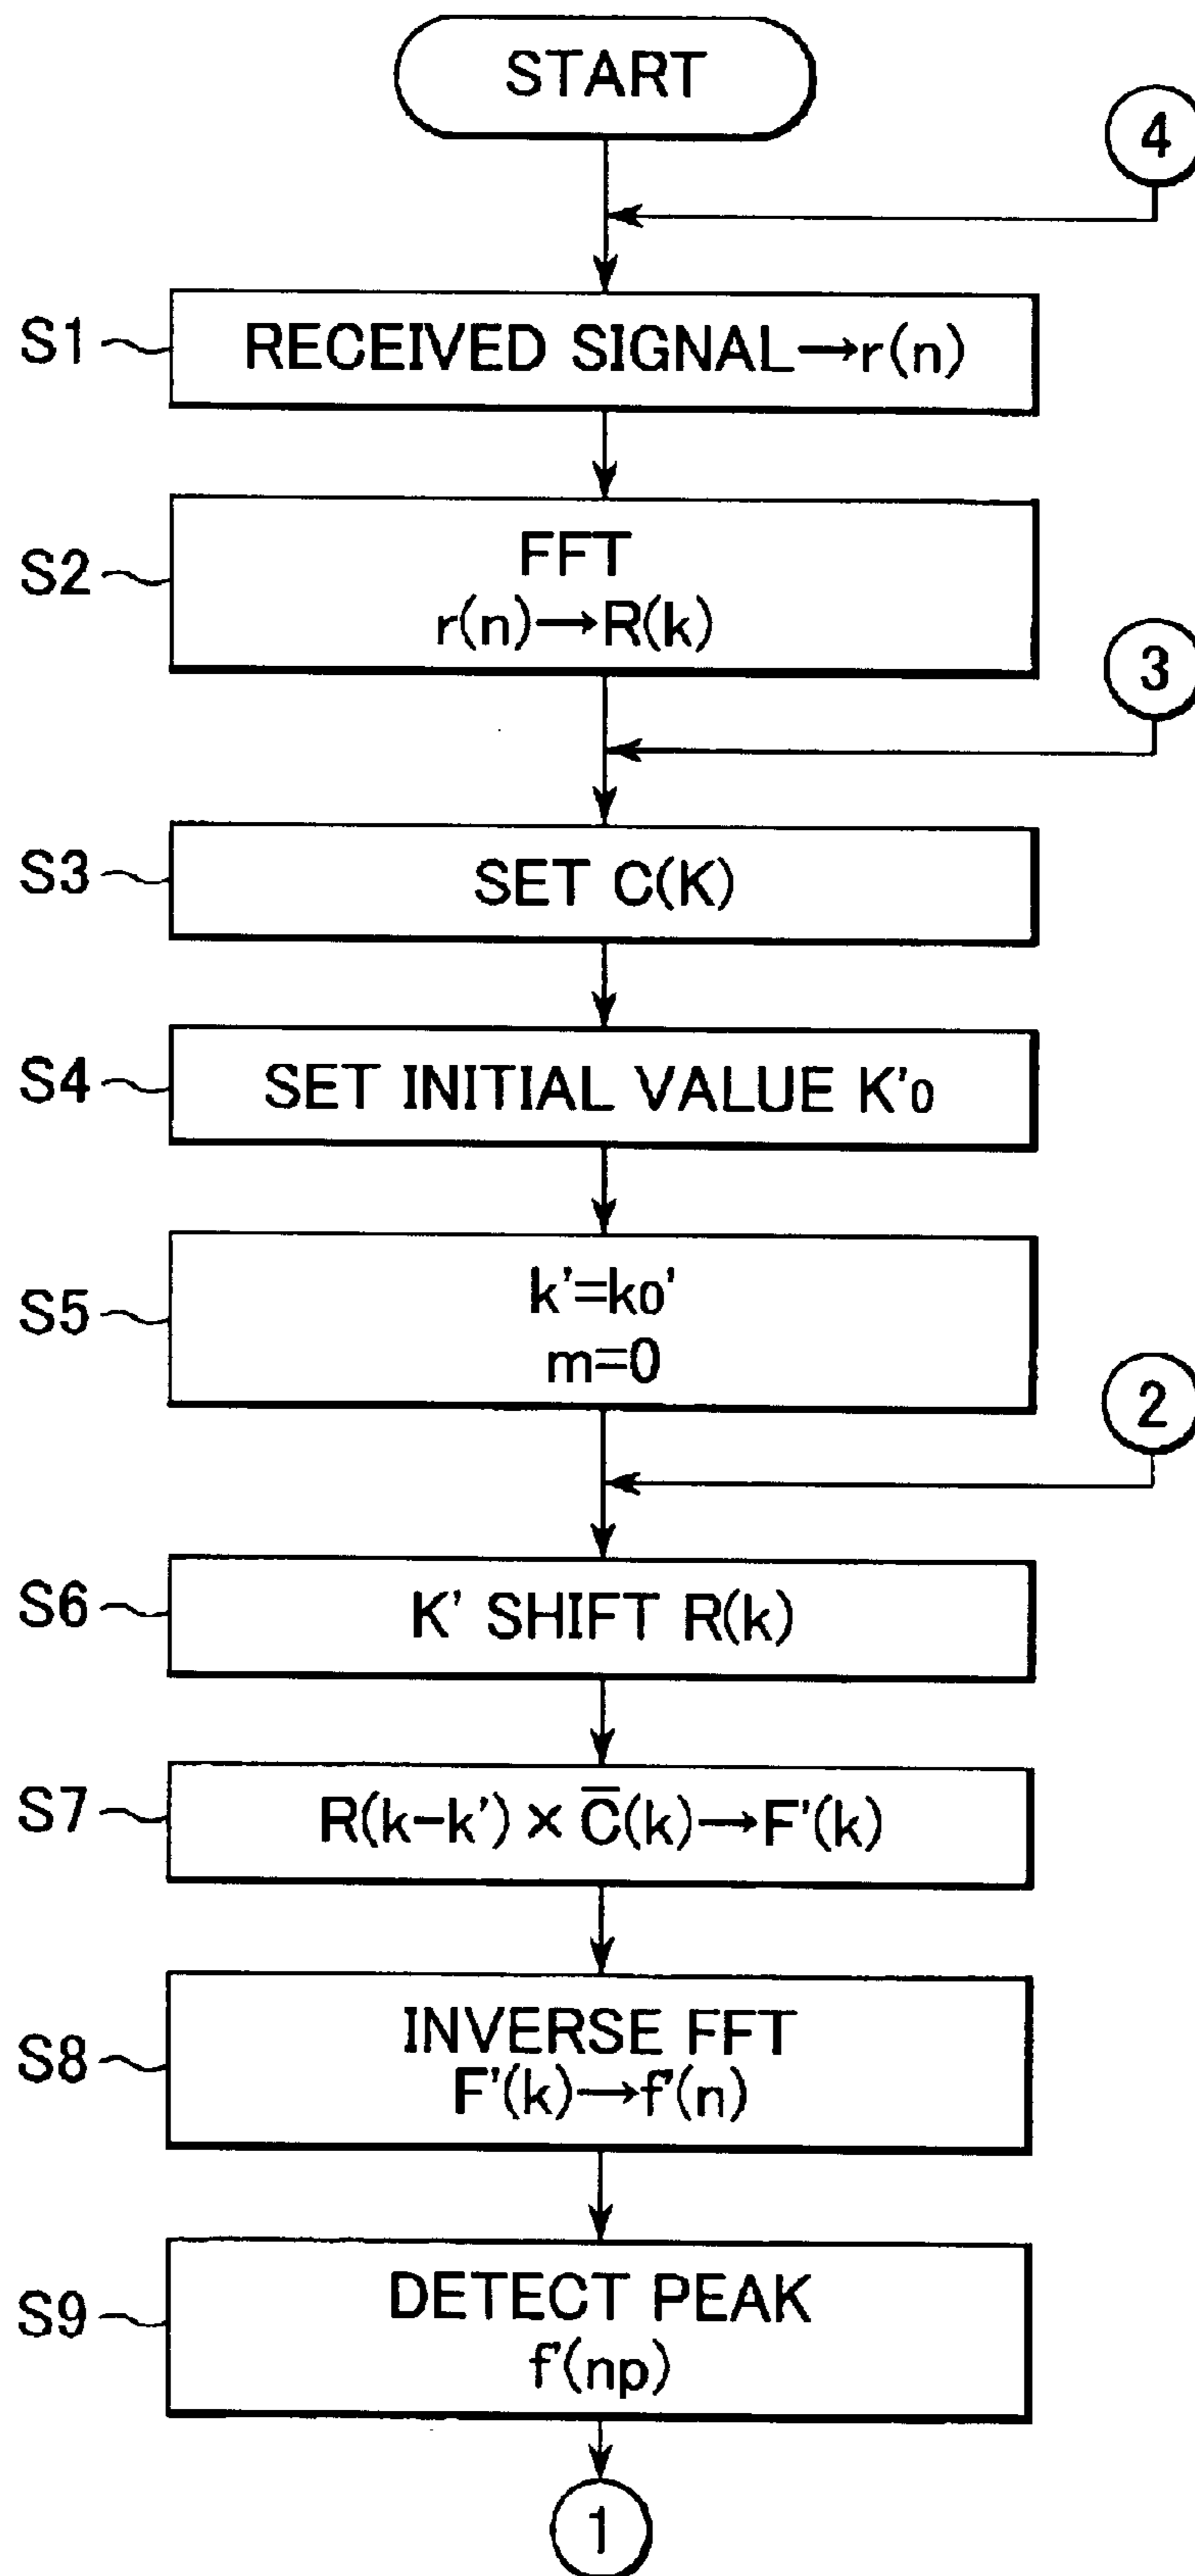 START
4
S1 RECEIVED SIGNAL→r(n)
S2 FFT
r(n)→R(k)
3
S3 SET C(K)
S4 SET INITIAL VALUE K'0
S5 k'=k0'
m=0
2
S6 K' SHIFT R(k)
S7 R(k-k')×C̅(k)→F'(k)
S8 INVERSE FFT
F'(k)→f'(n)
S9 DETECT PEAK
f'(np)
1